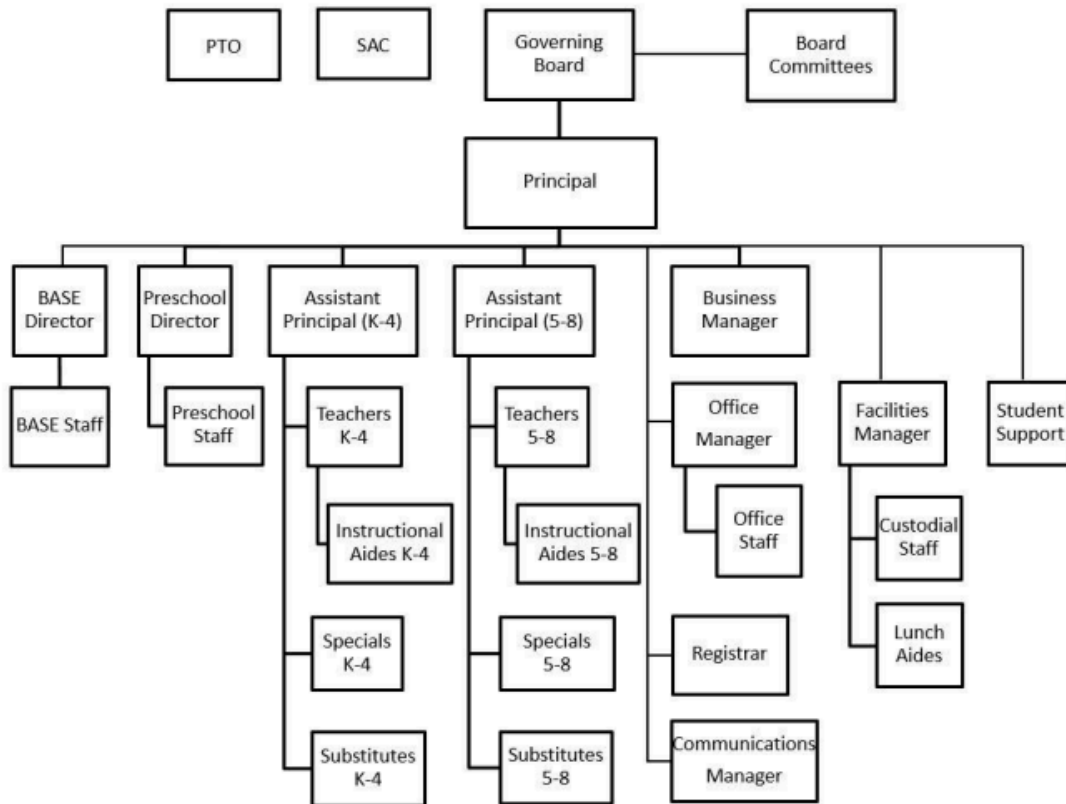 PTO
SAC
Governing
Board
Board
Committees
Principal
BASE
Director
Preschool
Director
Assistant
Principal (K-4)
Assistant
Principal (5-8)
Business
Manager
BASE Staff
Preschool
Staff
Teachers
K-4
Teachers
5-8
Office
Manager
Facilities
Manager
Student
Support
Instructional
Aides K-4
Instructional
Aides 5-8
Office
Staff
Custodial
Staff
Specials
K-4
Specials
5-8
Registrar
Lunch
Aides
Substitutes
K-4
Substitutes
5-8
Communications
Manager